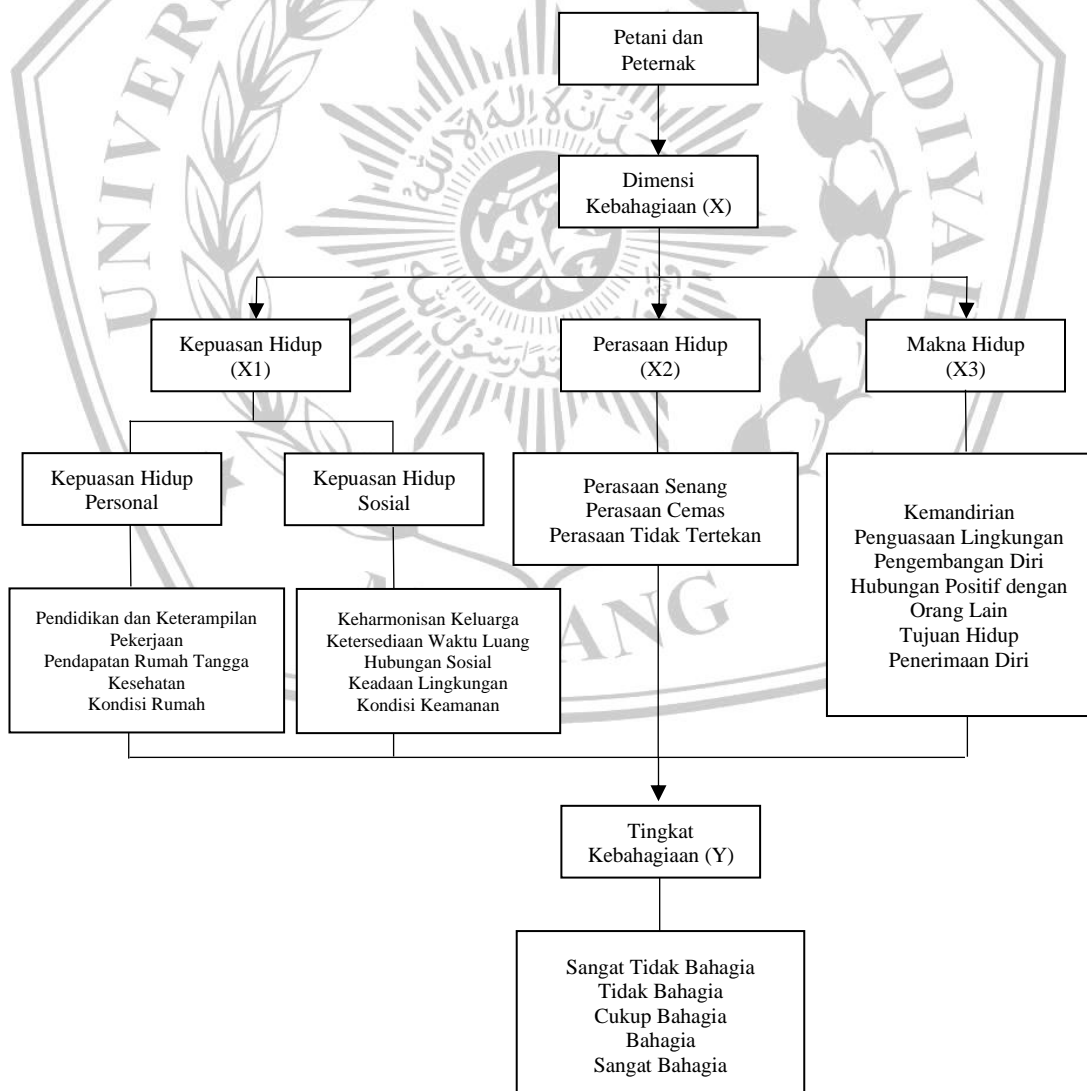 Petani dan
Peternak
Dimensi
Kebahagiaan (X)
Kepuasan Hidup
(X1)
Perasaan Hidup
(X2)
Makna Hidup
(X3)
Kepuasan Hidup
Personal
Kepuasan Hidup
Sosial
Perasaan Senang
Perasaan Cemas
Perasaan Tidak Tertekan
Kemandirian
Penguasaan Lingkungan
Pengembangan Diri
Hubungan Positif dengan
Orang Lain
Tujuan Hidup
Penerimaan Diri
Pendidikan dan Keterampilan
Pekerjaan
Pendapatan Rumah Tangga
Kesehatan
Kondisi Rumah
Keharmonisan Keluarga
Ketersediaan Waktu Luang
Hubungan Sosial
Keadaan Lingkungan
Kondisi Keamanan
Tingkat
Kebahagiaan (Y)
Sangat Tidak Bahagia
Tidak Bahagia
Cukup Bahagia
Bahagia
Sangat Bahagia
UNIVERS
ADIYAH
ANG